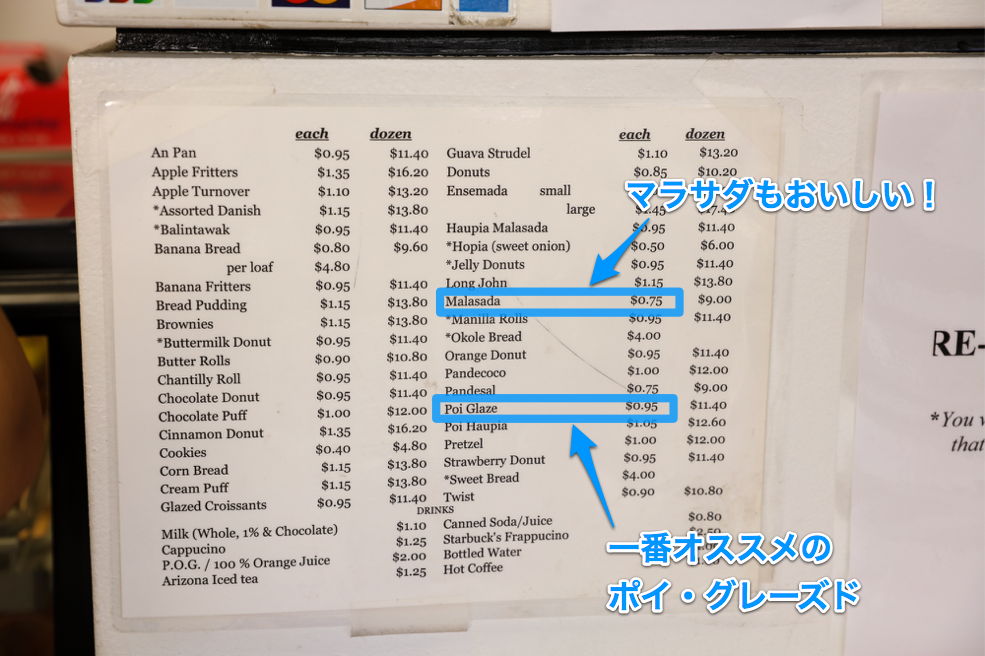 each dozen
An Pan $0.95 $11.40
Apple Fritters $1.35 $16.20
Apple Turnover $1.10 $13.20
*Assorted Danish $1.15 $13.80
*Balintawak $0.95 $11.40
Banana Bread $0.80 $9.60
per loaf $4.80
Banana Fritters $0.95 $11.40
Bread Pudding $1.15 $13.80
Brownies $1.15 $13.80
*Buttermilk Donut $0.95 $11.40
Butter Rolls $0.90 $10.80
Chantilly Roll $0.95 $11.40
Chocolate Donut $0.95 $11.40
Chocolate Puff $1.00 $12.00
Cinnamon Donut $1.35 $16.20
Cookies $0.40 $4.80
Corn Bread $1.15 $13.80
Cream Puff $1.15 $13.80
Glazed Croissants $0.95 $11.40
each dozen
Guava Strudel $1.10 $13.20
Donuts $0.85 $10.20
Ensemada small
large $1.45 $17.40
Haupia Malasada $0.95 $11.40
*Hopia (sweet onion) $0.50 $6.00
*Jelly Donuts $0.95 $11.40
Long John $1.15 $13.80
Malasada $0.75 $9.00
*Manilla Rolls $0.95 $11.40
*Okole Bread $4.00
Orange Donut $0.95 $11.40
Pandecoco $1.00 $12.00
Pandesal $0.75 $9.00
Poi Glaze $0.95 $11.40
Poi Haupia $1.05 $12.60
Pretzel $1.00 $12.00
Strawberry Donut $0.95 $11.40
*Sweet Bread $4.00
Twist $0.90 $10.80
DRINKS
Milk (Whole, 1% & Chocolate) $1.10
Cappucino $1.25
P.O.G. / 100 % Orange Juice $2.00
Arizona Iced tea $1.25
Canned Soda/Juice $0.80
Starbuck's Frappucino
Bottled Water
Hot Coffee
マラサダもおいしい！
一番オススメの
ポイ・グレーズド
RE-
*You
that